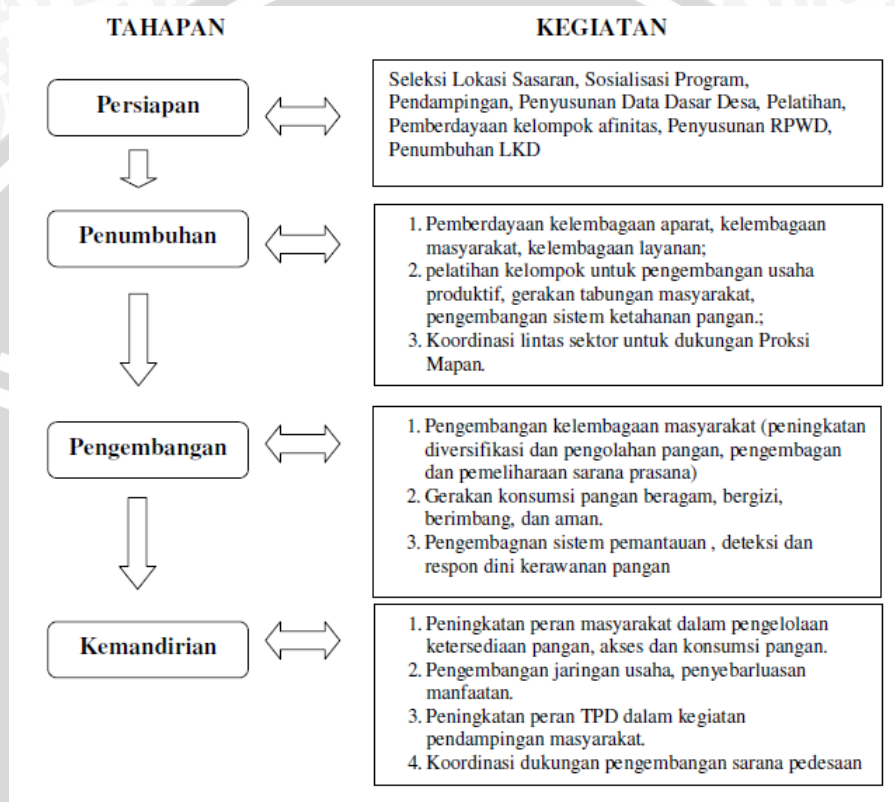 TAHAPAN
KEGIATAN
Persiapan
Seleksi Lokasi Sasaran, Sosialisasi Program,
Pendampingan, Penyusunan Data Dasar Desa, Pelatihan,
Pemberdayaan kelompok afinitas, Penyusunan RPWD,
Penumbuhan LKD
Penumbuhan
1. Pemberdayaan kelembagaan aparat, kelembagaan
masyarakat, kelembagaan layanan;
2. pelatihan kelompok untuk pengembangan usaha
produktif, gerakan tabungan masyarakat,
pengembangan sistem ketahanan pangan.;
3. Koordinasi lintas sektor untuk dukungan Proksi
Mapan.
Pengembangan
1. Pengembangan kelembagaan masyarakat (peningkatan
diversifikasi dan pengolahan pangan, pengembagan
dan pemeliharaan sarana prasana)
2. Gerakan konsumsi pangan beragam, bergizi,
berimbang, dan aman.
3. Pengembagnan sistem pemantauan , deteksi dan
respon dini kerawanan pangan
Kemandirian
1. Peningkatan peran masyarakat dalam pengelolaan
ketersediaan pangan, akses dan konsumsi pangan.
2. Pengembangan jaringan usaha, penyebarluasan
manfaatan.
3. Peningkatan peran TPD dalam kegiatan
pendampingan masyarakat.
4. Koordinasi dukungan pengembangan sarana pedesaan